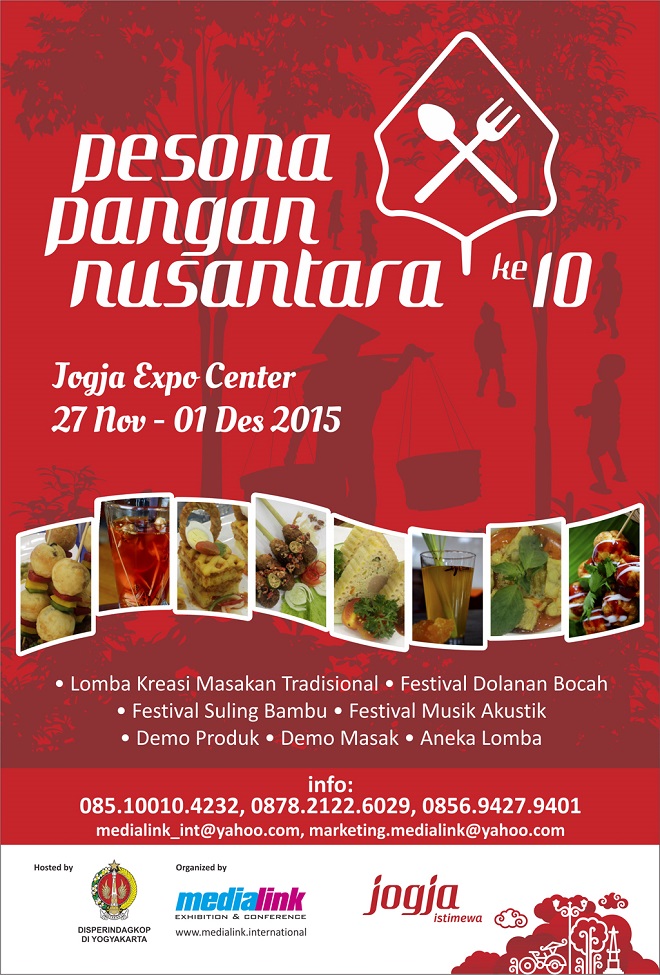 pesona
pangan
nusantara ke 10
Jogja Expo Center
27 Nov - 01 Des 2015
• Lomba Kreasi Masakan Tradisional • Festival Dolanan Bocah
• Festival Suling Bambu • Festival Musik Akustik
• Demo Produk • Demo Masak • Aneka Lomba
info:
085.10010.4232, 0878.2122.6029, 0856.9427.9401
medialink_int@yahoo.com, marketing.medialink@yahoo.com
Hosted by
DISPERINDAGKOP
DI YOGYAKARTA
Organized by
medialink
EXHIBITION & CONFERENCE
www.medialink.international
jogja
istimewa